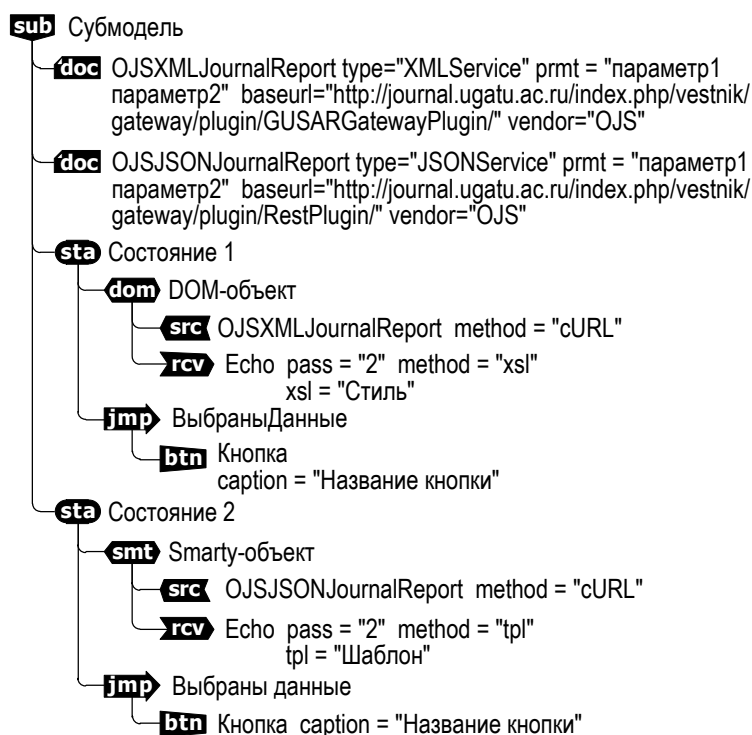 sub Субмодель
doc OJSXMLJournalReport type="XMLService" prmt = "параметр1
параметр2" baseurl="http://journal.ugatu.ac.ru/index.php/vestnik/
gateway/plugin/GUSARGatewayPlugin/" vendor="OJS"
doc OJSJSONJournalReport type="JSONService" prmt = "параметр1
параметр2" baseurl="http://journal.ugatu.ac.ru/index.php/vestnik/
gateway/plugin/RestPlugin/" vendor="OJS"
sta Состояние 1
dom DOM-объект
src OJSXMLJournalReport method = "cURL"
rcv Echo pass = "2" method = "xsl"
xsl = "Стиль"
jmp ВыбраныДанные
btn Кнопка
caption = "Название кнопки"
sta Состояние 2
smt Smarty-объект
src OJSJSONJournalReport method = "cURL"
rcv Echo pass = "2" method = "tpl"
tpl = "Шаблон"
jmp Выбраны данные
btn Кнопка caption = "Название кнопки"